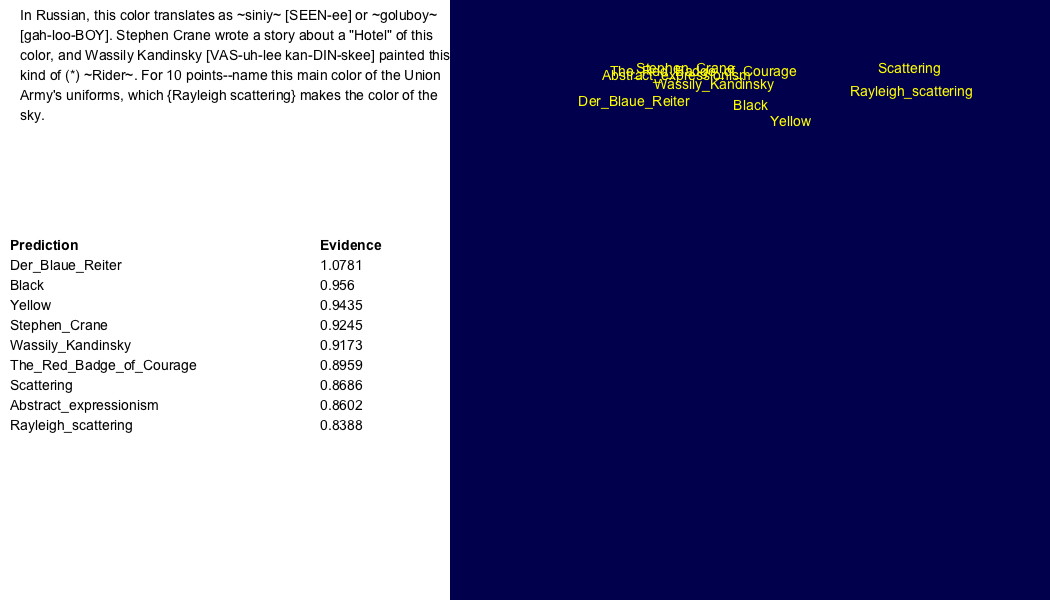 In Russian, this color translates as ~siniy~ [SEEN-ee] or ~goluboy~
[gah-loo-BOY]. Stephen Crane wrote a story about a "Hotel" of this
color, and Wassily Kandinsky [VAS-uh-lee kan-DIN-skee] painted this
kind of (*) ~Rider~. For 10 points--name this main color of the Union
Army's uniforms, which {Rayleigh scattering} makes the color of the
sky.
Prediction Evidence
Der_Blaue_Reiter 1.0781
Black 0.956
Yellow 0.9435
Stephen_Crane 0.9245
Wassily_Kandinsky 0.9173
The_Red_Badge_of_Courage 0.8959
Scattering 0.8686
Abstract_expressionism 0.8602
Rayleigh_scattering 0.8388
Stephen_Crane
Scattering
The_Red_Badge_of_Courage
Abstract_expressionism
Wassily_Kandinsky
Rayleigh_scattering
Der_Blaue_Reiter
Black
Yellow